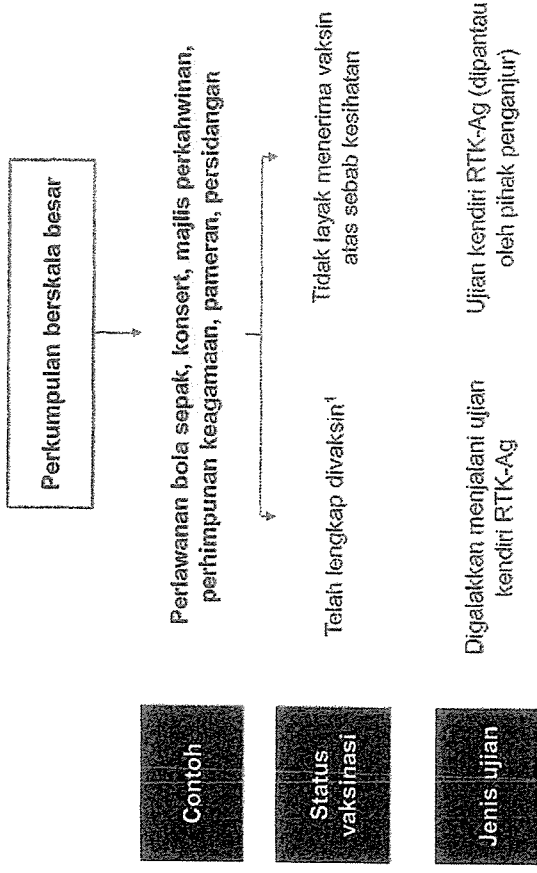 Perkumpulan berskala besar
Contoh
Perlawanan bola sepak, konsert, majlis perkahwinan,
perhimpunan keagamaan, pameran, persidangan
Status
vaksinasi
Telah lengkap divaksin¹
Tidak layak menerima vaksin
atas sebab kesihatan
Jenis ujian
Digalakkan menjalani ujian
kendiri RTK-Ag
Ujian kendiri RTK-Ag (dipantau
oleh pihak penganjur)